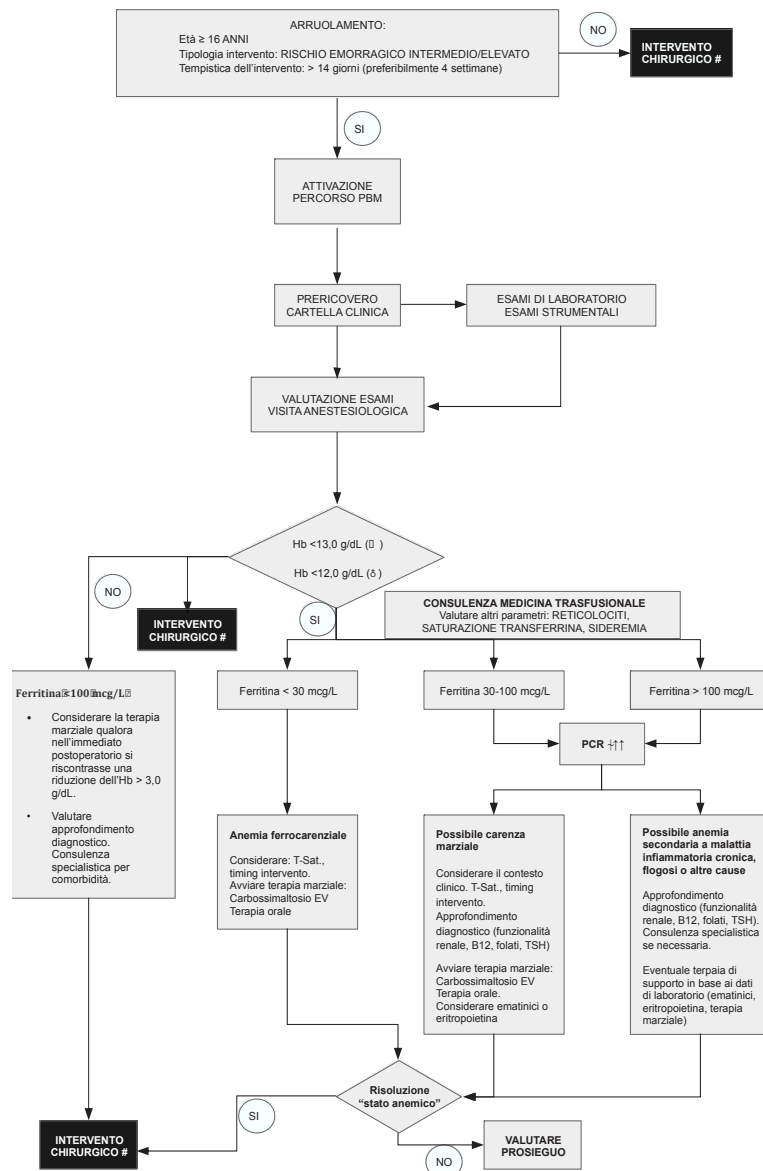 ARRUOLAMENTO:
Età ≥ 16 ANNI
Tipologia intervento: RISCHIO EMORRAGICO INTERMEDIO/ELEVATO
Tempistica dell'intervento: > 14 giorni (preferibilmente 4 settimane)
NO
INTERVENTO
CHIRURGICO #
SI
ATTIVAZIONE
PERCORSO PBM
PRERICOVERO
CARTELLA CLINICA
ESAMI DI LABORATORIO
ESAMI STRUMENTALI
VALUTAZIONE ESAMI
VISITA ANESTESIOLOGICA
Hb <13,0 g/dL (▯ )
Hb <12,0 g/dL (♁)
NO
INTERVENTO
CHIRURGICO #
SI
CONSULENZA MEDICINA TRASFUSIONALE
Valutare altri parametri: RETICOLOCITI,
SATURAZIONE TRANSFERRINA, SIDEREMIA
Ferritina <100 mcg/L
• Considerare la terapia
marziale qualora
nell'immediato
postoperatorio si
riscontrasse una
riduzione dell'Hb > 3,0
g/dL.
• Valutare
approfondimento
diagnostico.
Consulenza
specialistica per
comorbidità.
Ferritina < 30 mcg/L
Ferritina 30-100 mcg/L
Ferritina > 100 mcg/L
PCR ┼↑↑
Anemia ferrocarenziale
Considerare: T-Sat.,
timing intervento.
Avviare terapia marziale:
Carbossimaltosio EV
Terapia orale
Possibile carenza
marziale
Considerare il contesto
clinico. T-Sat., timing
intervento.
Approfondimento
diagnostico (funzionalità
renale, B12, folati, TSH)
Avviare terapia marziale:
Carbossimaltosio EV
Terapia orale.
Considerare ematinici o
eritropoietina
Possibile anemia
secondaria a malattia
infiammatoria cronica,
flogosi o altre cause
Approfondimento
diagnostico (funzionalità
renale, B12, folati, TSH).
Consulenza specialistica
se necessaria.
Eventuale terpaia di
supporto in base ai dati
di laboratorio (ematinici,
eritropoietina, terapia
marziale)
Risoluzione
"stato anemico"
SI
INTERVENTO
CHIRURGICO #
NO
VALUTARE
PROSIEGUO